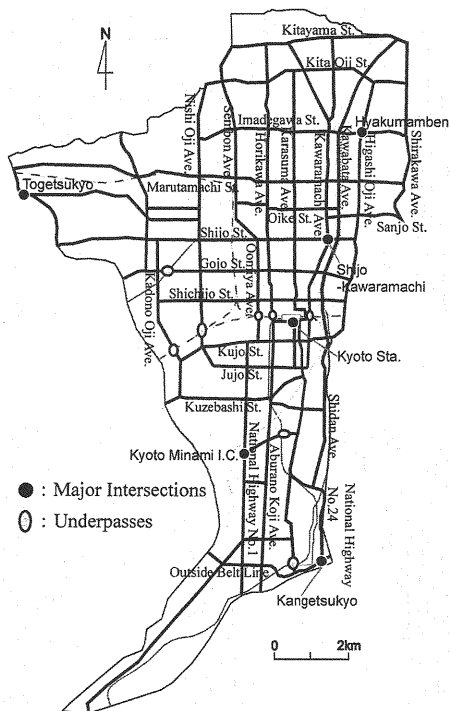 N
Kitayama St.
Kita Oji St.
Nishi Oji Ave.
Senbon Ave.
Imadegawa St.
Horikawa Ave.
Karasuma Ave.
Kawaramach Ave.
Kawabata Ave.
Hyakumamben
Higashi Oji Ave.
Shirakawa Ave.
Togetsukyo
Marutamachi St.
Oike St.
Sanjo St.
Shijo St.
Gojo St.
Oomiya Ave.
Shijo
-Kawaramachi
Kadono Oji Ave.
Shichijo St.
Kujo St.
Kyoto Sta.
Jujo St.
Kuzebashi St.
Shidan Ave.
Kyoto Minami I.C.
National Highway No.1
Aburano Koji Ave.
National Highway
No.24
: Major Intersections
: Underpasses
Outside Belt Line
Kangetsukyo
0 2km